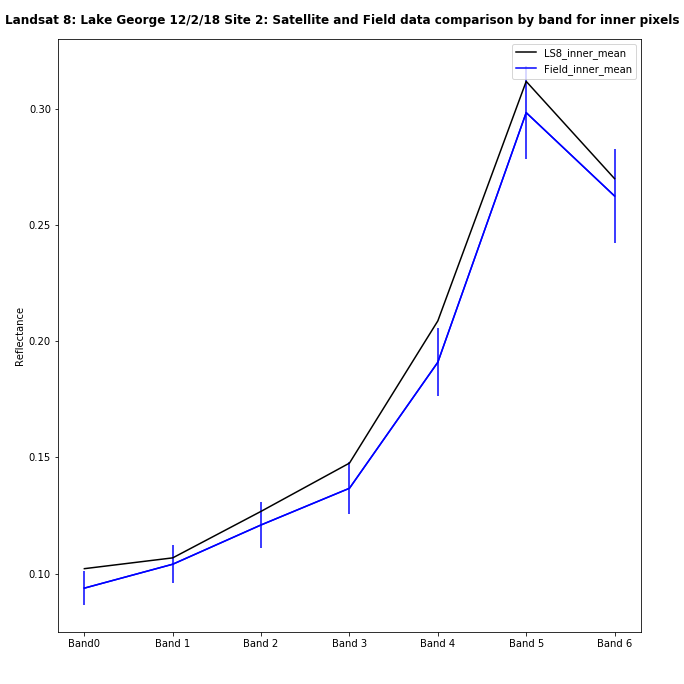 Landsat 8: Lake George 12/2/18 Site 2: Satellite and Field data comparison by band for inner pixels
LS8_inner_mean
Field_inner_mean
0.30
0.25
0.20
0.15
0.10
Reflectance
Band0 Band 1 Band 2 Band 3 Band 4 Band 5 Band 6